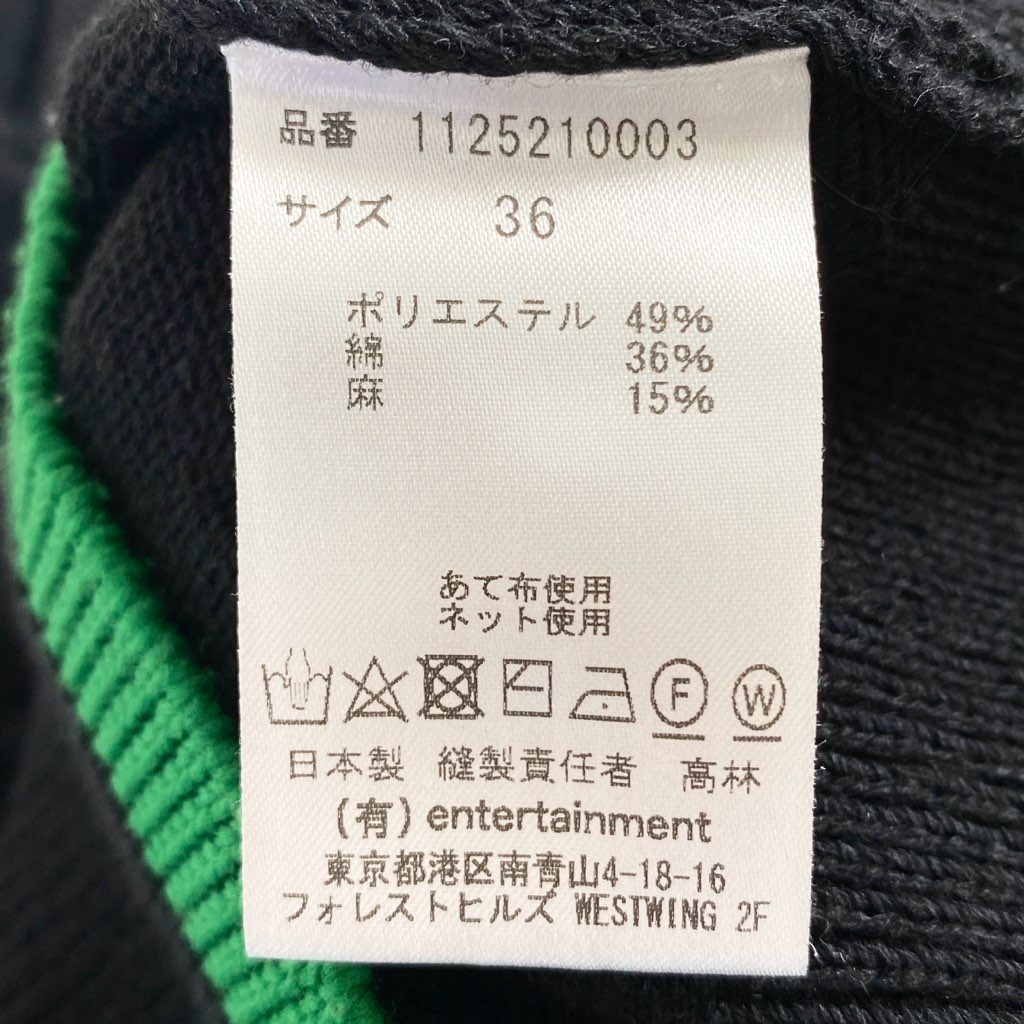 品番 1125210003
サイズ 36
ポリエステル 49%
綿 36%
麻 15%
あて布使用
ネット使用
F W
日本製 縫製責任者 高林
(有) entertainment
東京都港区南青山4-18-16
フォレストヒルズ WESTWING 2F